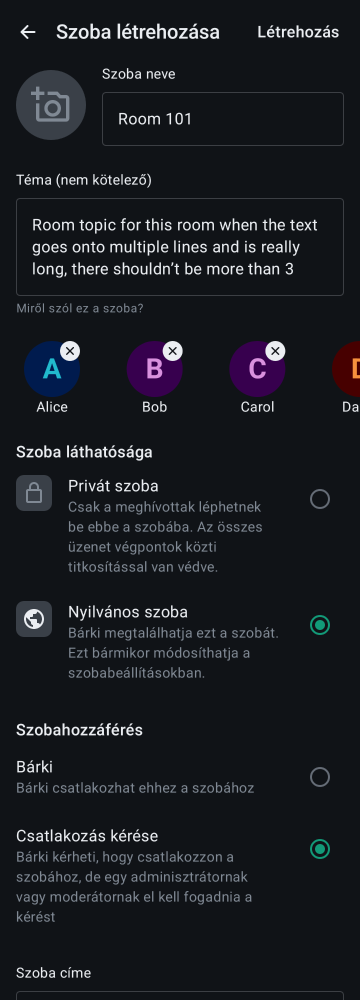 Szoba létrehozása
Létrehozás
Szoba neve
Room 101
Téma (nem kötelező)
Room topic for this room when the text
goes onto multiple lines and is really
long, there shouldn’t be more than 3
Miről szól ez a szoba?
A
B
C
D
Alice
Bob
Carol
Da
Szoba láthatósága
Privát szoba
Csak a meghívottak léphetnek
be ebbe a szobába. Az összes
üzenet végpontok közti
titkosítással van védve.
Nyilvános szoba
Bárki megtalálhatja ezt a szobát.
Ezt bármikor módosíthatja a
szobabeállításokban.
Szobahozzáférés
Bárki
Bárki csatlakozhat ehhez a szobához
Csatlakozás kérése
Bárki kérheti, hogy csatlakozzon a
szobához, de egy adminisztrátornak
vagy moderátornak el kell fogadnia a
kérést
Szoba címe